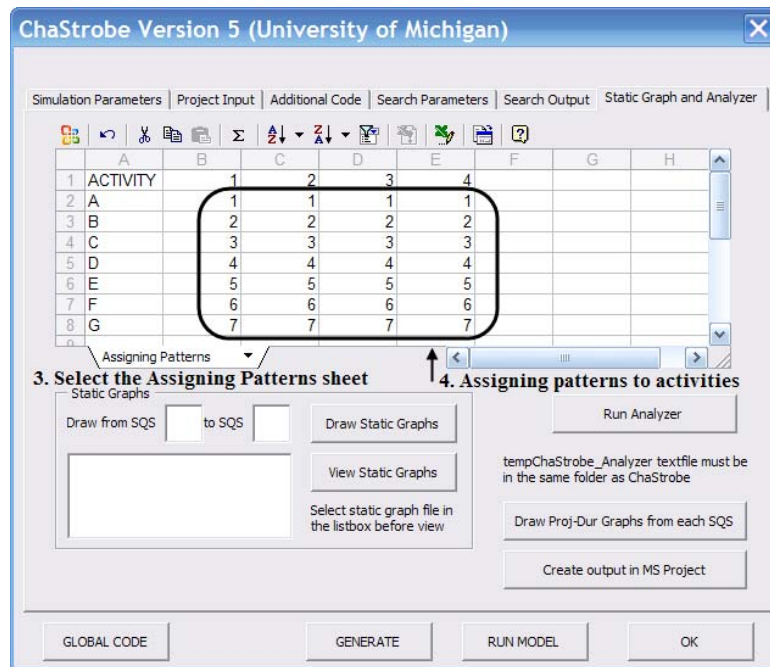 ChaStrobe Version 5 (University of Michigan)
Simulation Parameters | Project Input | Additional Code | Search Parameters | Search Output | Static Graph and Analyzer
A B C D E F G H
1 ACTIVITY 1 2 3 4
2 A 1 1 1 1
3 B 2 2 2 2
4 C 3 3 3 3
5 D 4 4 4 4
6 E 5 5 5 5
7 F 6 6 6 6
8 G 7 7 7 7
Assigning Patterns
3. Select the Assigning Patterns sheet
4. Assigning patterns to activities
Static Graphs
Draw from SQS to SQS
Draw Static Graphs
View Static Graphs
Select static graph file in
the listbox before view
Run Analyzer
tempChaStrobe_Analyzer textfile must be
in the same folder as ChaStrobe
Draw Proj-Dur Graphs from each SQS
Create output in MS Project
GLOBAL CODE GENERATE RUN MODEL OK